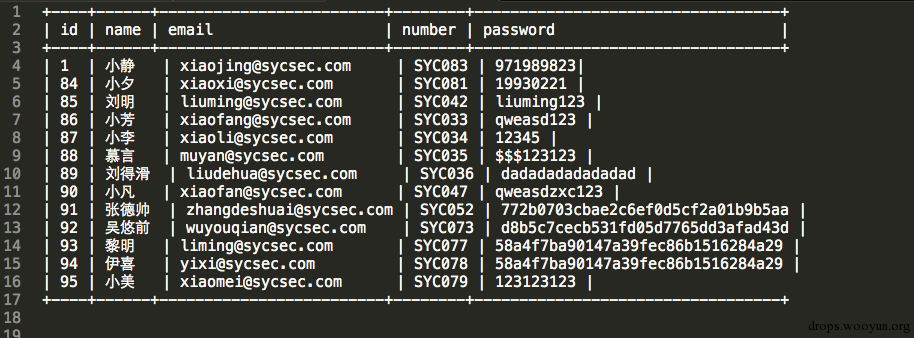 1 +----+------+------------------------+--------+----------------------------------+
2 | id | name | email                  | number | password                         |
3 +----+------+------------------------+--------+----------------------------------+
4 | 1  | 小静   | xiaojing@sycsec.com    | SYC083 | 971989823|
5 | 84 | 小夕   | xiaoxi@sycsec.com      | SYC081 | 19930221 |
6 | 85 | 刘明   | liuming@sycsec.com     | SYC042 | liuming123 |
7 | 86 | 小芳   | xiaofang@sycsec.com    | SYC033 | qweasd123 |
8 | 87 | 小李   | xiaoli@sycsec.com      | SYC034 | 12345 |
9 | 88 | 慕言   | muyan@sycsec.com       | SYC035 | $$$123123 |
10 | 89 | 刘得滑   | liudehua@sycsec.com    | SYC036 | dadadadadadadad |
11 | 90 | 小凡   | xiaofan@sycsec.com     | SYC047 | qweasdzxc123 |
12 | 91 | 张德帅   | zhangdeshuai@sycsec.com | SYC052 | 772b0703cbae2c6ef0d5cf2a01b9b5aa |
13 | 92 | 吴悠前   | wuyouqian@sycsec.com   | SYC073 | d8b5c7cecb531fd05d7765dd3afad43d |
14 | 93 | 黎明   | liming@sycsec.com      | SYC077 | 58a4f7ba90147a39fec86b1516284a29 |
15 | 94 | 伊喜   | yixi@sycsec.com        | SYC078 | 58a4f7ba90147a39fec86b1516284a29 |
16 | 95 | 小美   | xiaomei@sycsec.com     | SYC079 | 123123123 |
17 +----+------+------------------------+--------+----------------------------------+
18
19
drops.wooyun.org